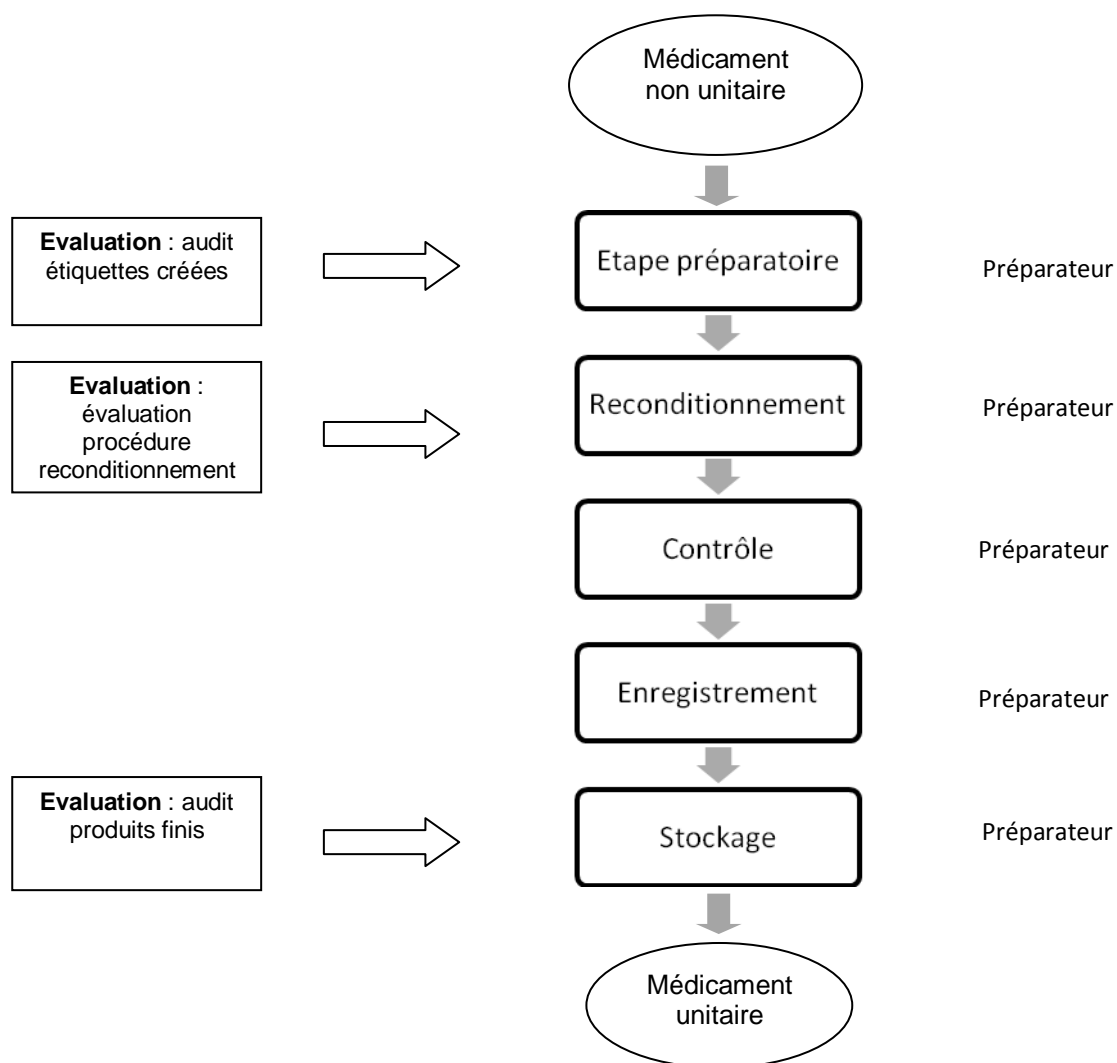 Médicament
non unitaire
Evaluation : audit
étiquettes créées
Etape préparatoire
Préparateur
Evaluation :
évaluation
procédure
reconditionnement
Reconditionnement
Préparateur
Contrôle
Préparateur
Enregistrement
Préparateur
Evaluation : audit
produits finis
Stockage
Préparateur
Médicament
unitaire